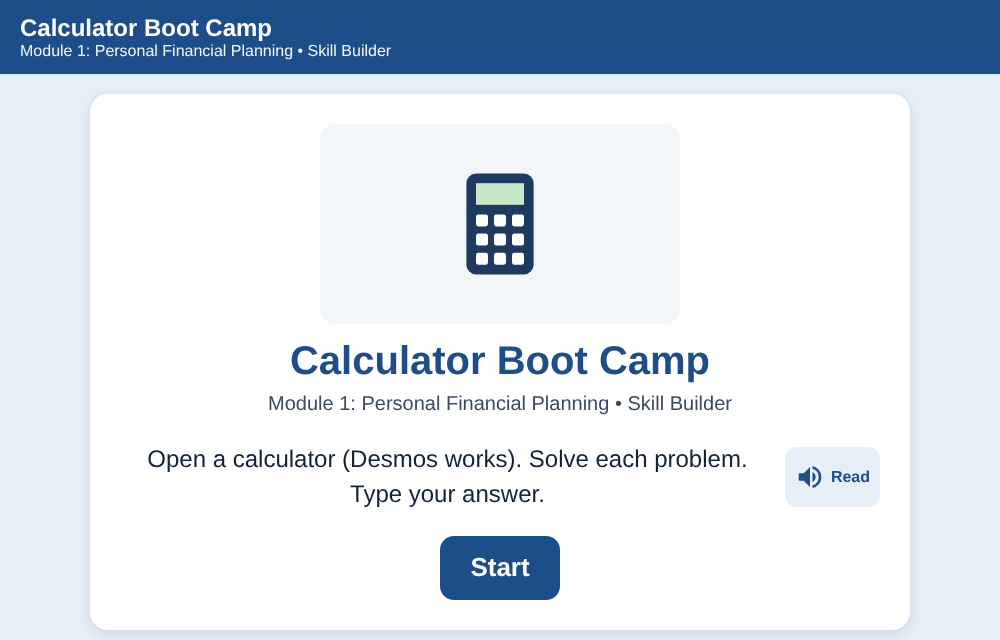 Calculator Boot Camp
Module 1: Personal Financial Planning • Skill Builder
Calculator Boot Camp
Module 1: Personal Financial Planning • Skill Builder
Open a calculator (Desmos works). Solve each problem.
Type your answer.
Read
Start